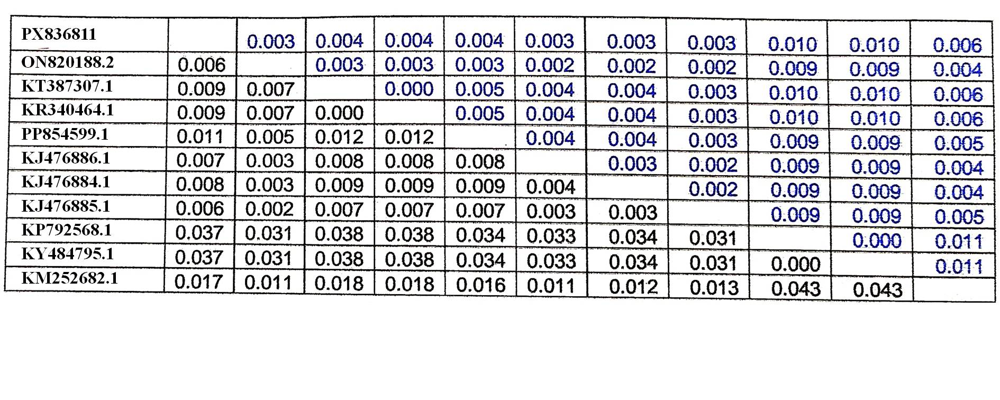 PX836811 0.003 0.004 0.004 0.004 0.003 0.003 0.003 0.010 0.010 0.006
ON820188.2 0.006 0.003 0.003 0.003 0.002 0.002 0.002 0.009 0.009 0.004
KT387307.1 0.009 0.007 0.000 0.005 0.004 0.004 0.003 0.010 0.010 0.006
KR340464.1 0.009 0.007 0.000 0.005 0.004 0.004 0.003 0.010 0.010 0.006
PP854599.1 0.011 0.005 0.012 0.012 0.004 0.004 0.003 0.009 0.009 0.005
KJ476886.1 0.007 0.003 0.008 0.008 0.008 0.003 0.002 0.009 0.009 0.004
KJ476884.1 0.008 0.003 0.009 0.009 0.009 0.004 0.002 0.009 0.009 0.004
KJ476885.1 0.006 0.002 0.007 0.007 0.007 0.003 0.003 0.009 0.009 0.005
KP792568.1 0.037 0.031 0.038 0.038 0.034 0.033 0.034 0.031 0.000 0.011
KY484795.1 0.037 0.031 0.038 0.038 0.034 0.033 0.034 0.031 0.000 0.011
KM252682.1 0.017 0.011 0.018 0.018 0.016 0.011 0.012 0.013 0.043 0.043